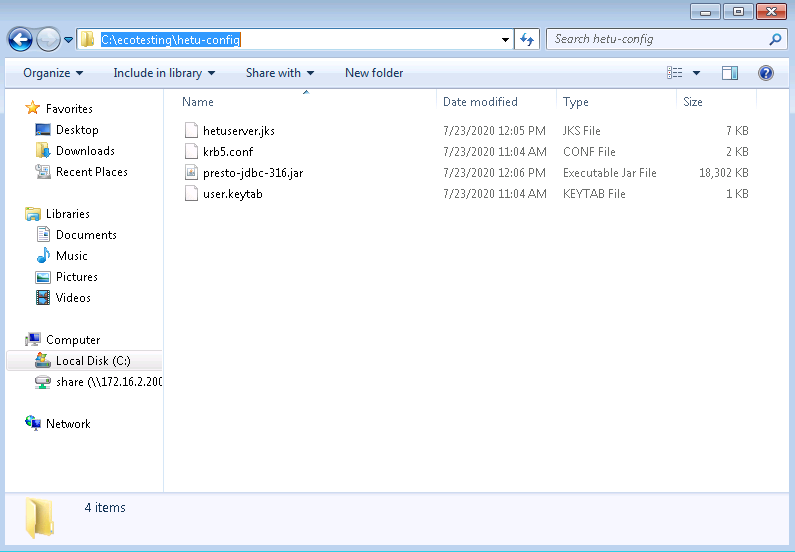 C:\ecotesting\hetu-config
Search hetu-config
Organize Include in library Share with New folder
Favorites
Desktop
Downloads
Recent Places
Libraries
Documents
Music
Pictures
Videos
Computer
Local Disk (C:)
share (\\172.16.2.200
Network
Name Date modified Type Size
hetuserver.jks 7/23/2020 12:05 PM JKS File 7 KB
krb5.conf 7/23/2020 11:04 AM CONF File 2 KB
presto-jdbc-316.jar 7/23/2020 12:06 PM Executable Jar File 18,302 KB
user.keytab 7/23/2020 11:04 AM KEYTAB File 1 KB
4 items